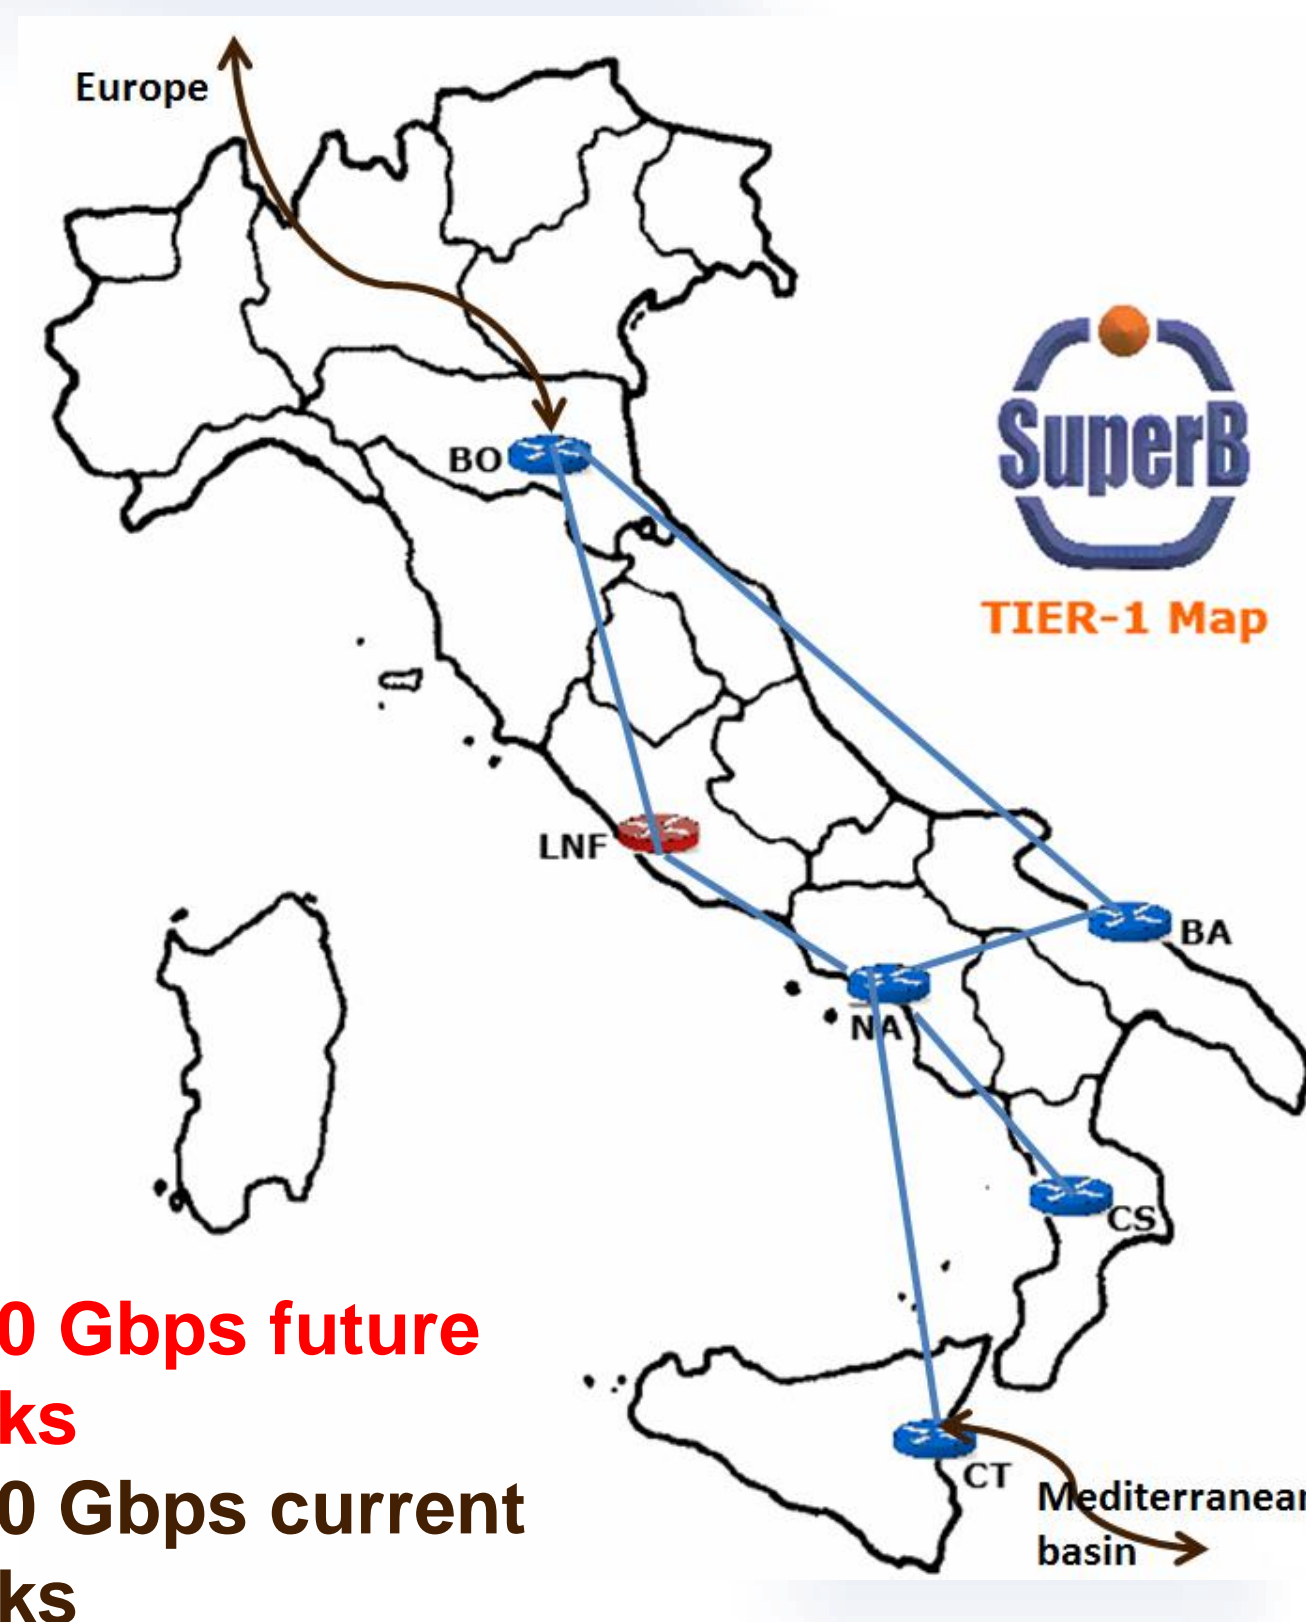 Europe
BO
SuperB
TIER-1 Map
LNF
BA
NA
CS
0 Gbps future
ks
CT
0 Gbps current
Mediterranean
basin
ks